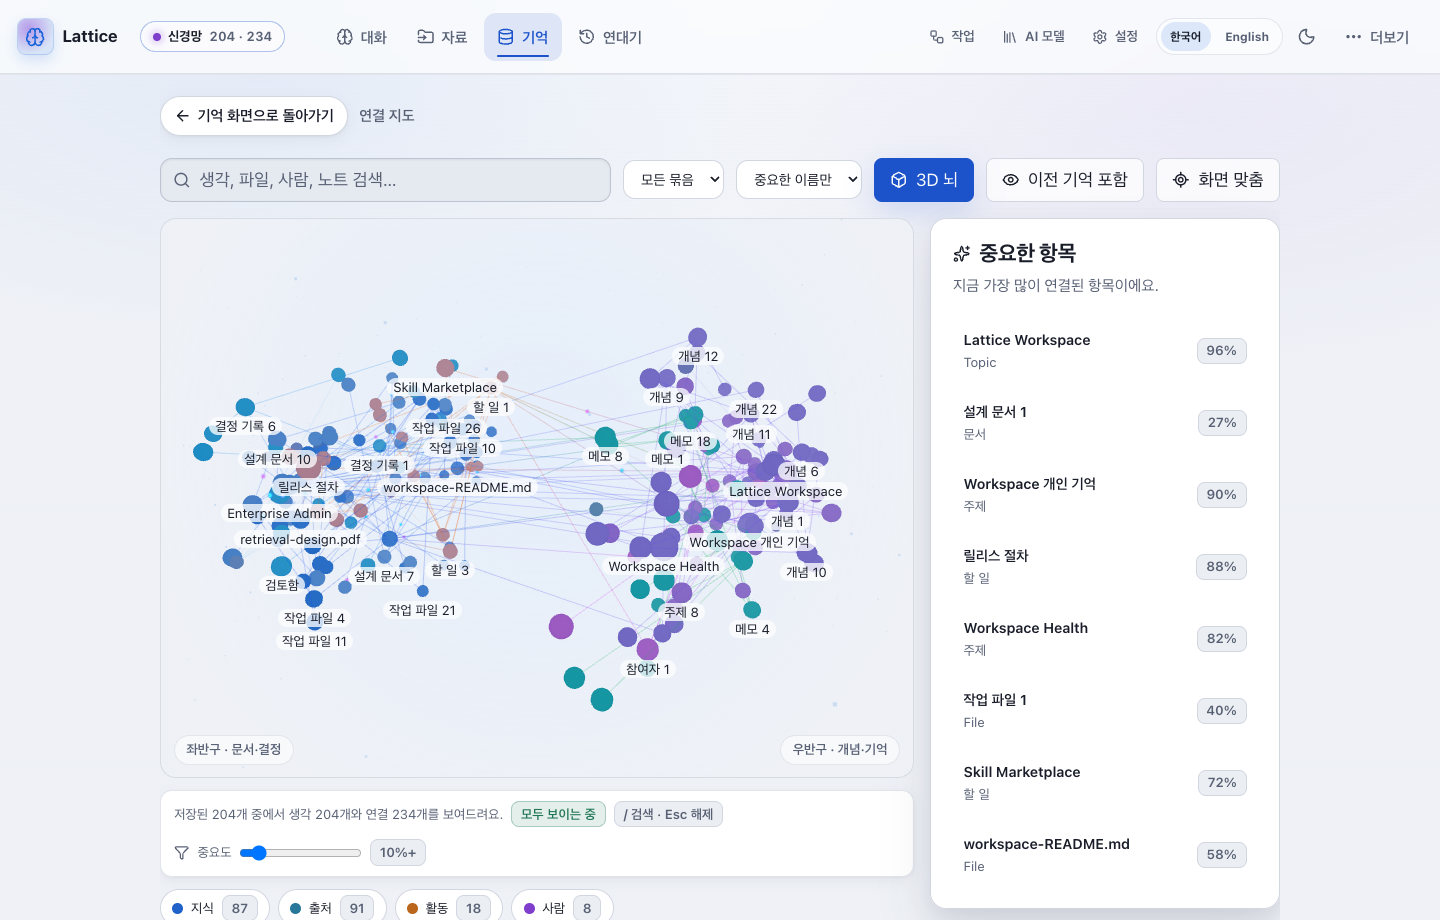 Lattice
신경망 204 · 234
대화
자료
기억
연대기
작업
AI 모델
설정
한국어
English
더보기
기억 화면으로 돌아가기
연결 지도
생각, 파일, 사람, 노트 검색...
모든 묶음
중요한 이름만
3D 뇌
이전 기억 포함
화면 맞춤
개념 12
Skill Marketplace
개념 9
할 일 1
개념 22
결정 기록 6
작업 파일 26
개념 11
메모 18
작업 파일 10
메모 8
메모 1
설계 문서 10
결정 기록 1
개념 6
릴리스 절차
workspace-README.md
Lattice Workspace
Enterprise Admin
개념 1
retrieval-design.pdf
Workspace 개인 기억
Workspace Health
할 일 3
개념 10
설계 문서 7
검토함
작업 파일 21
주제 8
작업 파일 4
메모 4
작업 파일 11
참여자 1
좌반구 · 문서·결정
우반구 · 개념·기억
중요한 항목
지금 가장 많이 연결된 항목이에요.
Lattice Workspace
Topic
96%
설계 문서 1
문서
27%
Workspace 개인 기억
주제
90%
릴리스 절차
할 일
88%
Workspace Health
주제
82%
작업 파일 1
File
40%
Skill Marketplace
할 일
72%
workspace-README.md
File
58%
저장된 204개 중에서 생각 204개와 연결 234개를 보여드려요.
모두 보이는 중
/ 검색 · Esc 해제
중요도
10%+
지식 87
출처 91
활동 18
사람 8